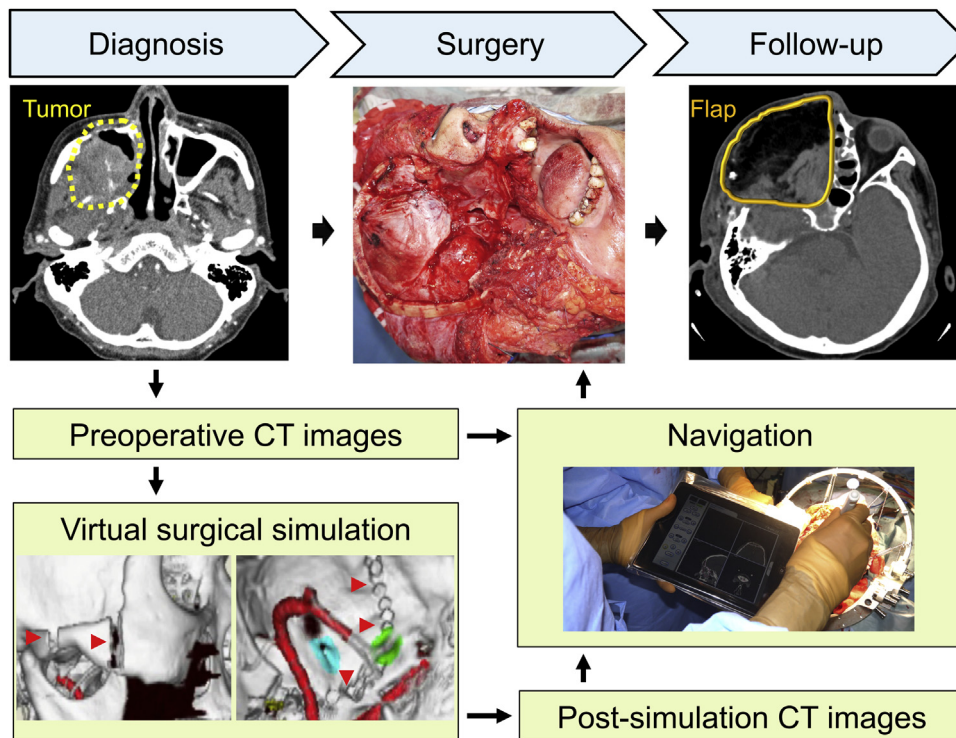 Diagnosis
Surgery
Follow-up
Tumor
Flap
Preoperative CT images
Navigation
Virtual surgical simulation
Post-simulation CT images